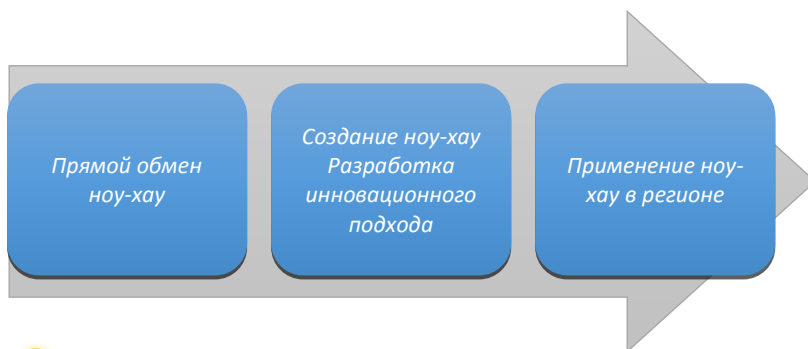 Прямой обмен
ноу-хау
Создание ноу-хау
Разработка
инновационного
подхода
Применение ноу-
хау в регионе